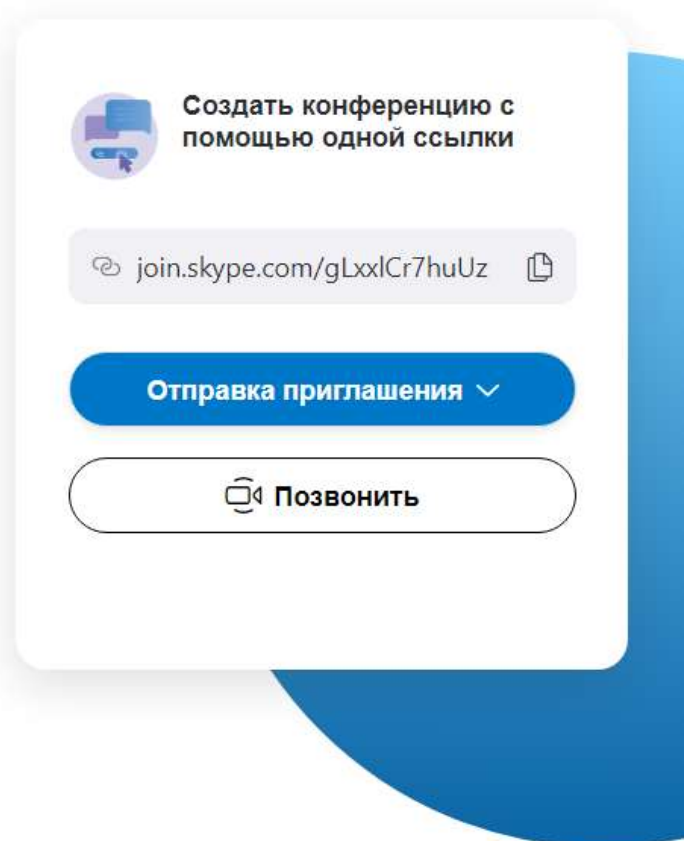 Создать конференцию с
помощью одной ссылки
join.skype.com/gLxxlCr7huUz
Отправка приглашения
Позвонить